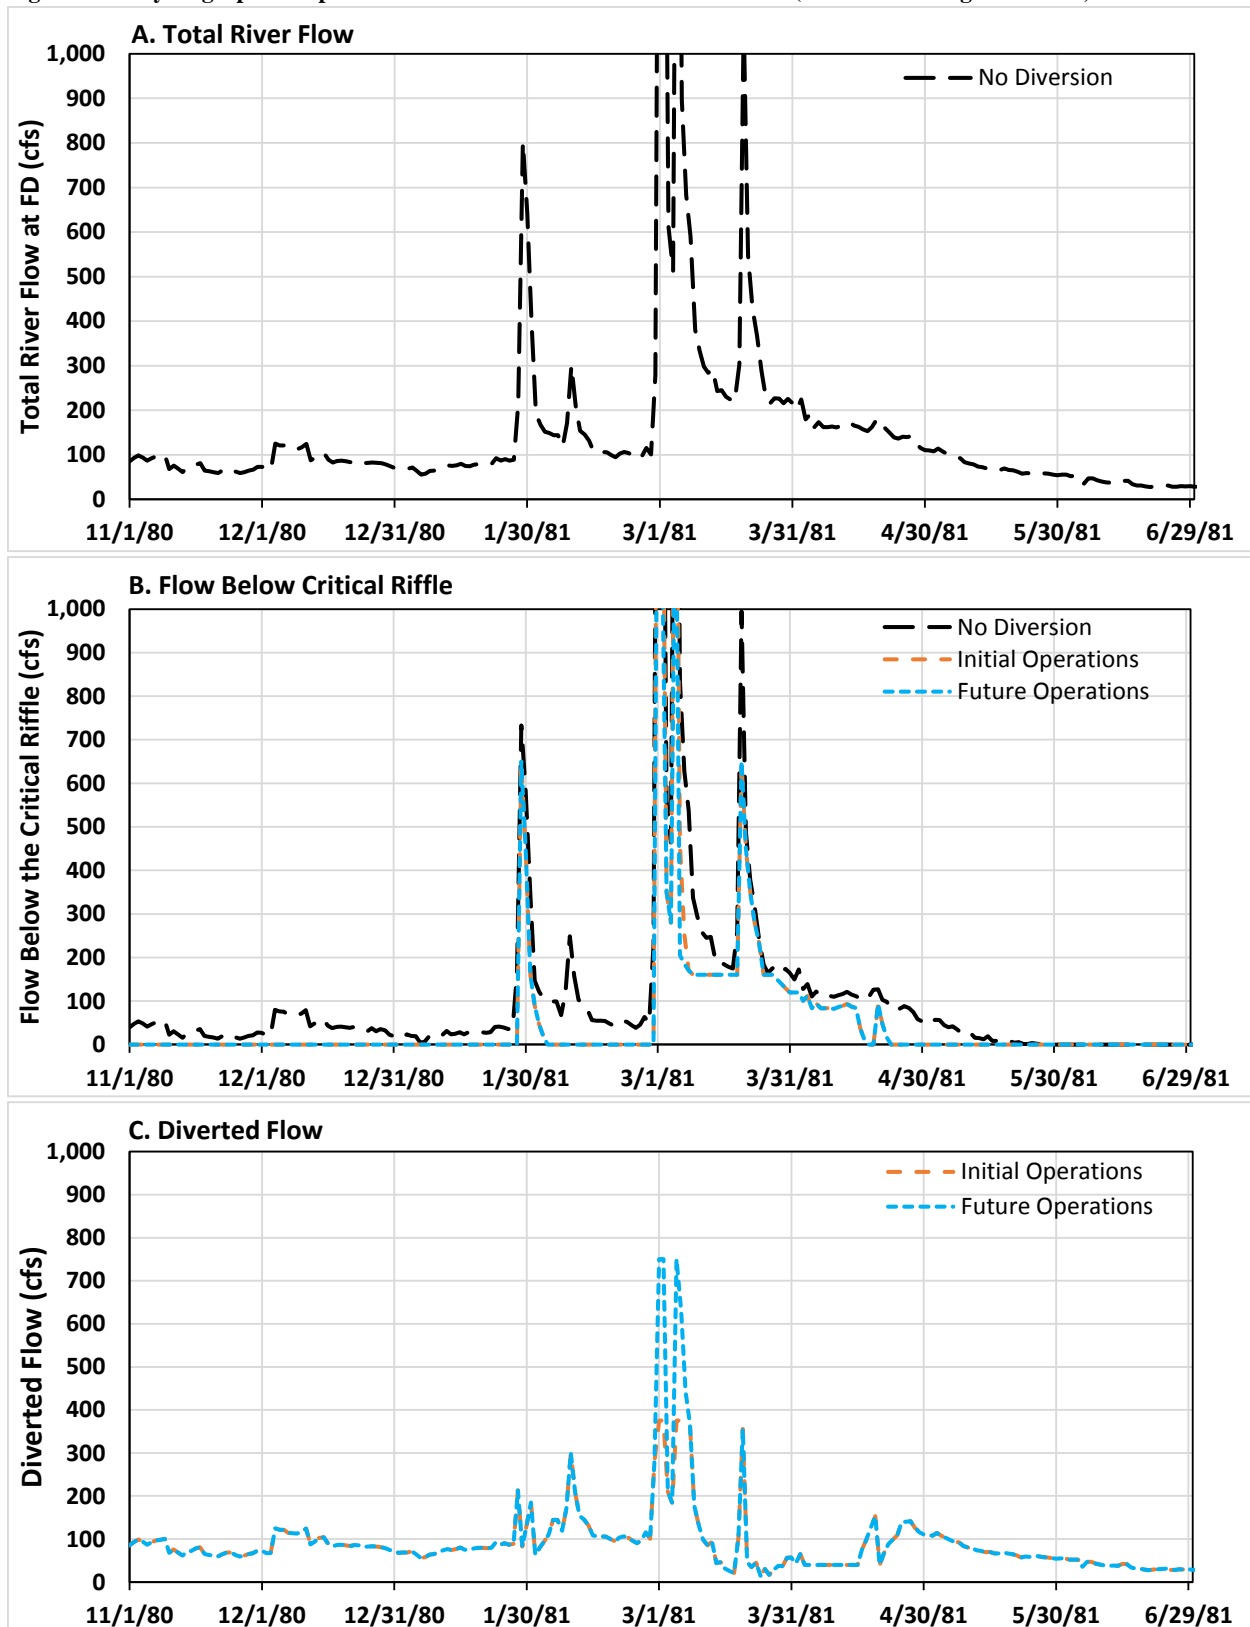 A. Total River Flow
1,000
900
800
700
600
500
400
300
200
100
0
Total River Flow at FD (cfs)
No Diversion
11/1/80 12/1/80 12/31/80 1/30/81 3/1/81 3/31/81 4/30/81 5/30/81 6/29/81
B. Flow Below Critical Riffle
1,000
900
800
700
600
500
400
300
200
100
0
Flow Below the Critical Riffle (cfs)
No Diversion
Initial Operations
Future Operations
11/1/80 12/1/80 12/31/80 1/30/81 3/1/81 3/31/81 4/30/81 5/30/81 6/29/81
C. Diverted Flow
1,000
900
800
700
600
500
400
300
200
100
0
Diverted Flow (cfs)
Initial Operations
Future Operations
11/1/80 12/1/80 12/31/80 1/30/81 3/1/81 3/31/81 4/30/81 5/30/81 6/29/81